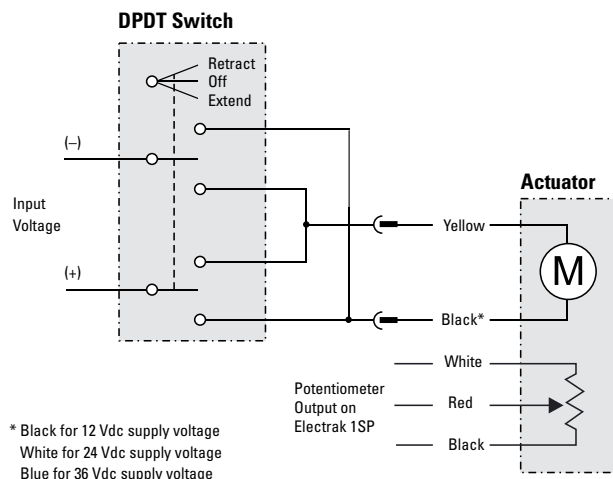 DPDT Switch
Retract
Off
Extend
(–)
Input
Voltage
(+)
Actuator
Yellow
M
Black*
White
Potentiometer
Output on
Electrak 1SP
Red
Black
* Black for 12 Vdc supply voltage
White for 24 Vdc supply voltage
Blue for 36 Vdc supply voltage